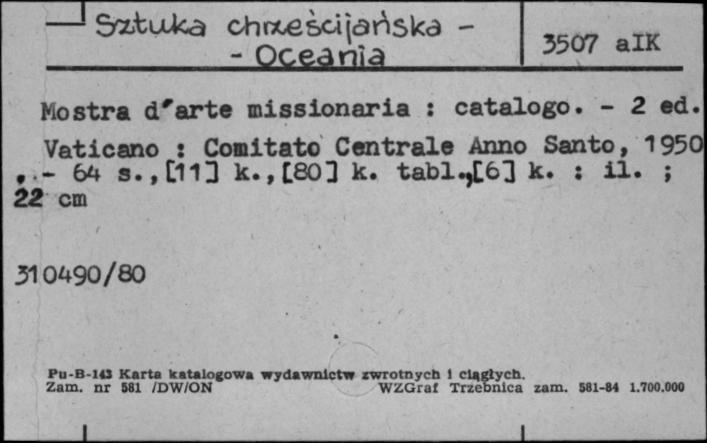 Sztuka chrześcijańska -
- Oceania
3507 aIK
Mostra d'arte missionaria : catalogo. - 2 ed.
Vaticano : Comitato Centrale Anno Santo, 1950
. - 64 s.,[11] k.,[80] k. tabl.,[6] k. : il. ;
22 cm
310490/80
Pu-B-143 Karta katalogowa wydawnictw zwrotnych i ciągłych.
Zam. nr 581 /DW/ON WZGraf Trzebnica zam. 581-84 1.700.000